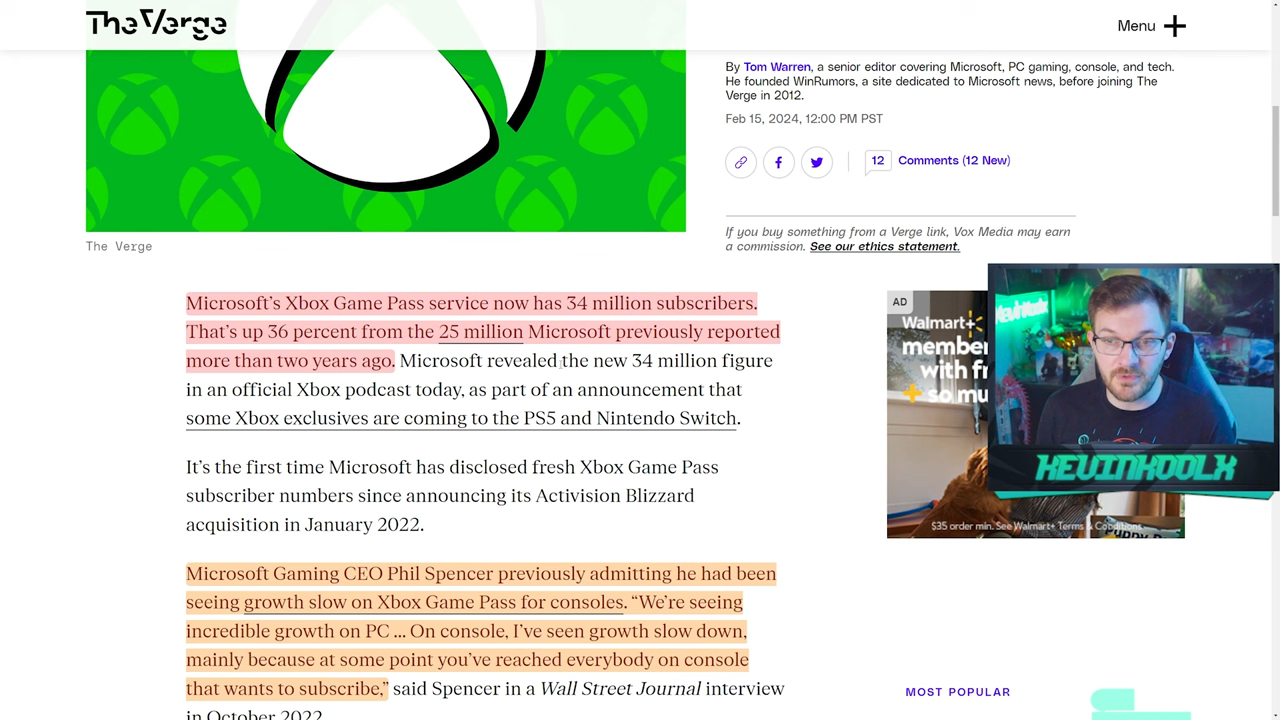 The Verge
Menu
By Tom Warren, a senior editor covering Microsoft, PC gaming, console, and tech.
He founded WinRumors, a site dedicated to Microsoft news, before joining The
Verge in 2012.
Feb 15, 2024, 12:00 PM PST
12
Comments (12 New)
The Verge
If you buy something from a Verge link, Vox Media may earn
a commission. See our ethics statement.
Microsoft's Xbox Game Pass service now has 34 million subscribers.
That's up 36 percent from the 25 million Microsoft previously reported
more than two years ago. Microsoft revealed the new 34 million figure
in an official Xbox podcast today, as part of an announcement that
some Xbox exclusives are coming to the PS5 and Nintendo Switch.
It's the first time Microsoft has disclosed fresh Xbox Game Pass
subscriber numbers since announcing its Activision Blizzard
acquisition in January 2022.
Microsoft Gaming CEO Phil Spencer previously admitting he had been
seeing growth slow on Xbox Game Pass for consoles. “We're seeing
incredible growth on PC ... On console, I've seen growth slow down,
mainly because at some point you've reached everybody on console
that wants to subscribe,” said Spencer in a Wall Street Journal interview
in October 2022.
AD
Walmart+
with
+ so
KEVINKOOLX
$35 order min. See Walmart+ Terms & Conditions.
MOST POPULAR